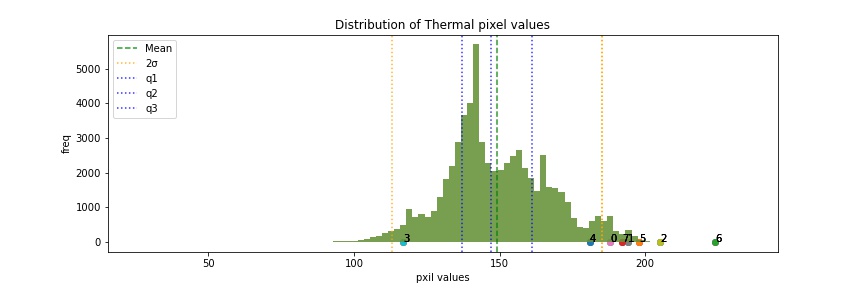 Distribution of Thermal pixel values
Mean
2σ
q1
q2
q3
freq
5000
4000
3000
2000
1000
0
3
4
0
7
1
5
2
6
50
100
150
200
pxil values